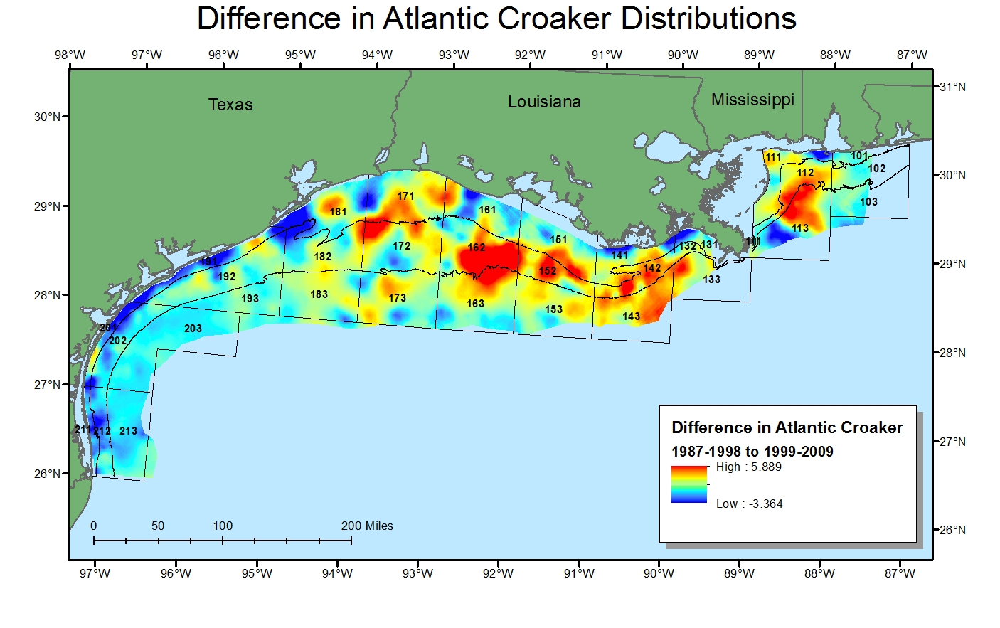 Difference in Atlantic Croaker Distributions
98°W 97°W 96°W 95°W 94°W 93°W 92°W 91°W 90°W 89°W 88°W 87°W
31°N
Texas Louisiana Mississippi
30°N
30°N
111 101
112 102
171
103
29°N
181 161
113
162 151
172 131
132
111
182 141
29°N
191
142
152
192 133
183 193
28°N
173 163 153
143
201 203
202
28°N
27°N
211 212 213
27°N
26°N
Difference in Atlantic Croaker
1987-1998 to 1999-2009
High : 5.889
Low : -3.364
0 50 100 200 Miles
26°N
97°W 96°W 95°W 94°W 93°W 92°W 91°W 90°W 89°W 88°W 87°W